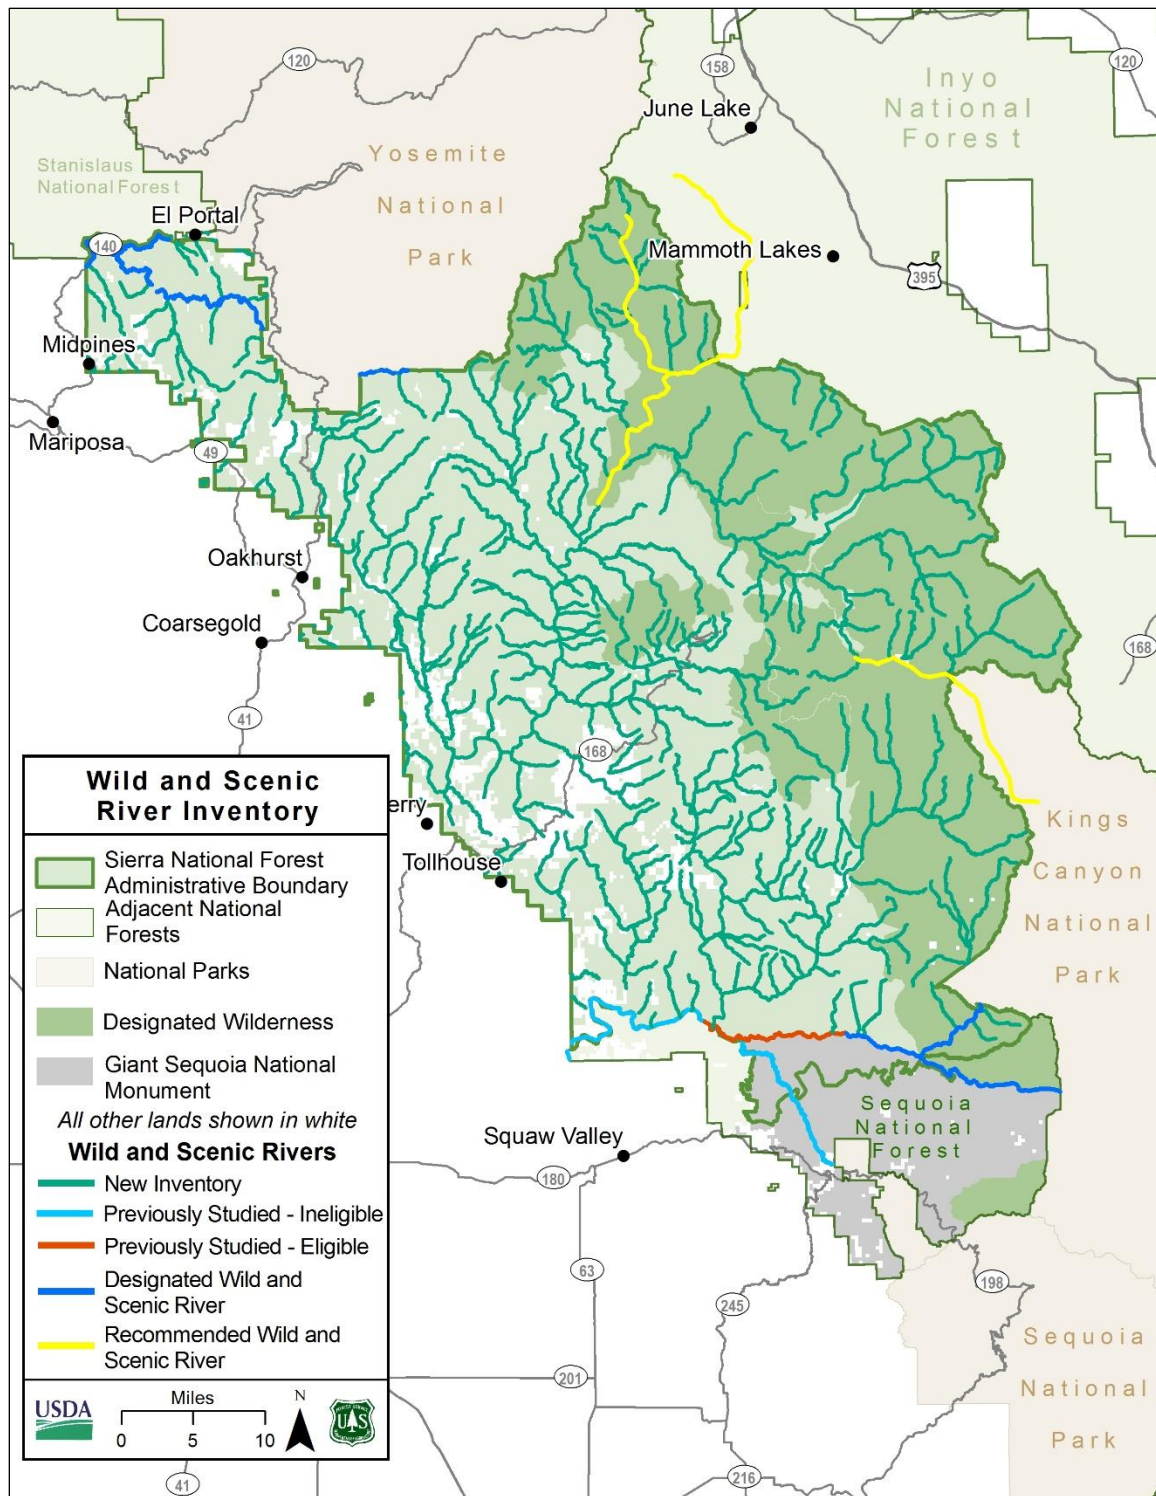 120
158
120
June Lake
Inyo
National
Forest
Yosemite
National
Park
Stanislaus
National Forest
El Portal
140
Mammoth Lakes
395
Midpines
Mariposa
49
Oakhurst
Coarsegold
168
41
168
erry
Tollhouse
Kings
Canyon
National
Park
Sequoia
National
Forest
Squaw Valley
180
63
198
245
201
Sequoia
National
Park
216
41
Wild and Scenic
River Inventory
Sierra National Forest
Administrative Boundary
Adjacent National
Forests
National Parks
Designated Wilderness
Giant Sequoia National
Monument
All other lands shown in white
Wild and Scenic Rivers
New Inventory
Previously Studied - Ineligible
Previously Studied - Eligible
Designated Wild and
Scenic River
Recommended Wild and
Scenic River
USDA
Miles
0 5 10
N
U S